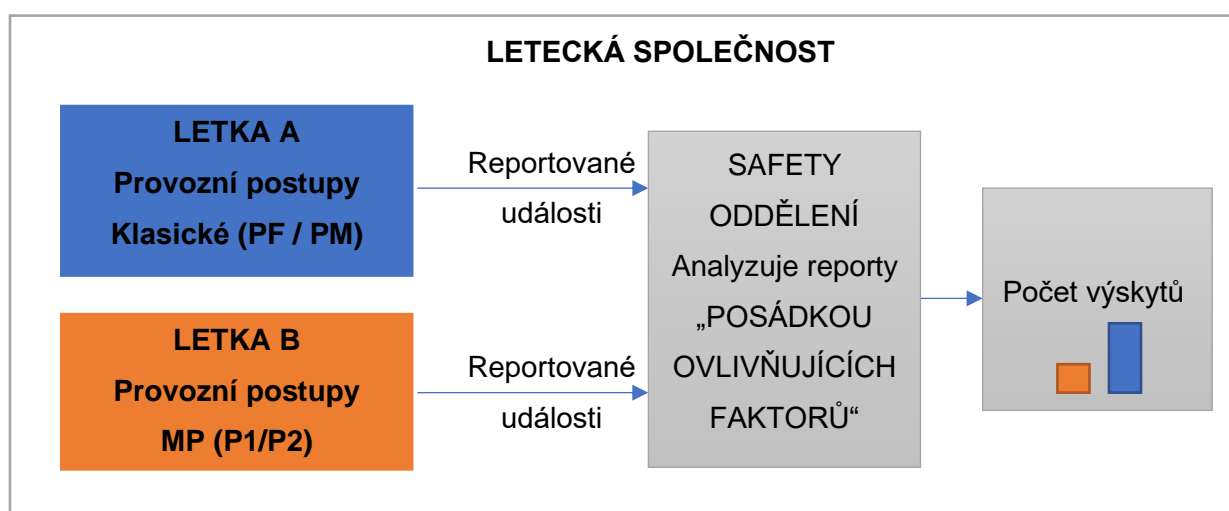 LETECKÁ SPOLEČNOST
LETKA A
Provozní postupy
Klasické (PF / PM)
Reportované
události
LETKA B
Provozní postupy
MP (P1/P2)
Reportované
události
SAFETY
ODDĚLENÍ
Analyzuje reporty
„POSÁDKOU
OVLIVŇUJÍCÍCH
FAKTORŮ“
Počet výskytů